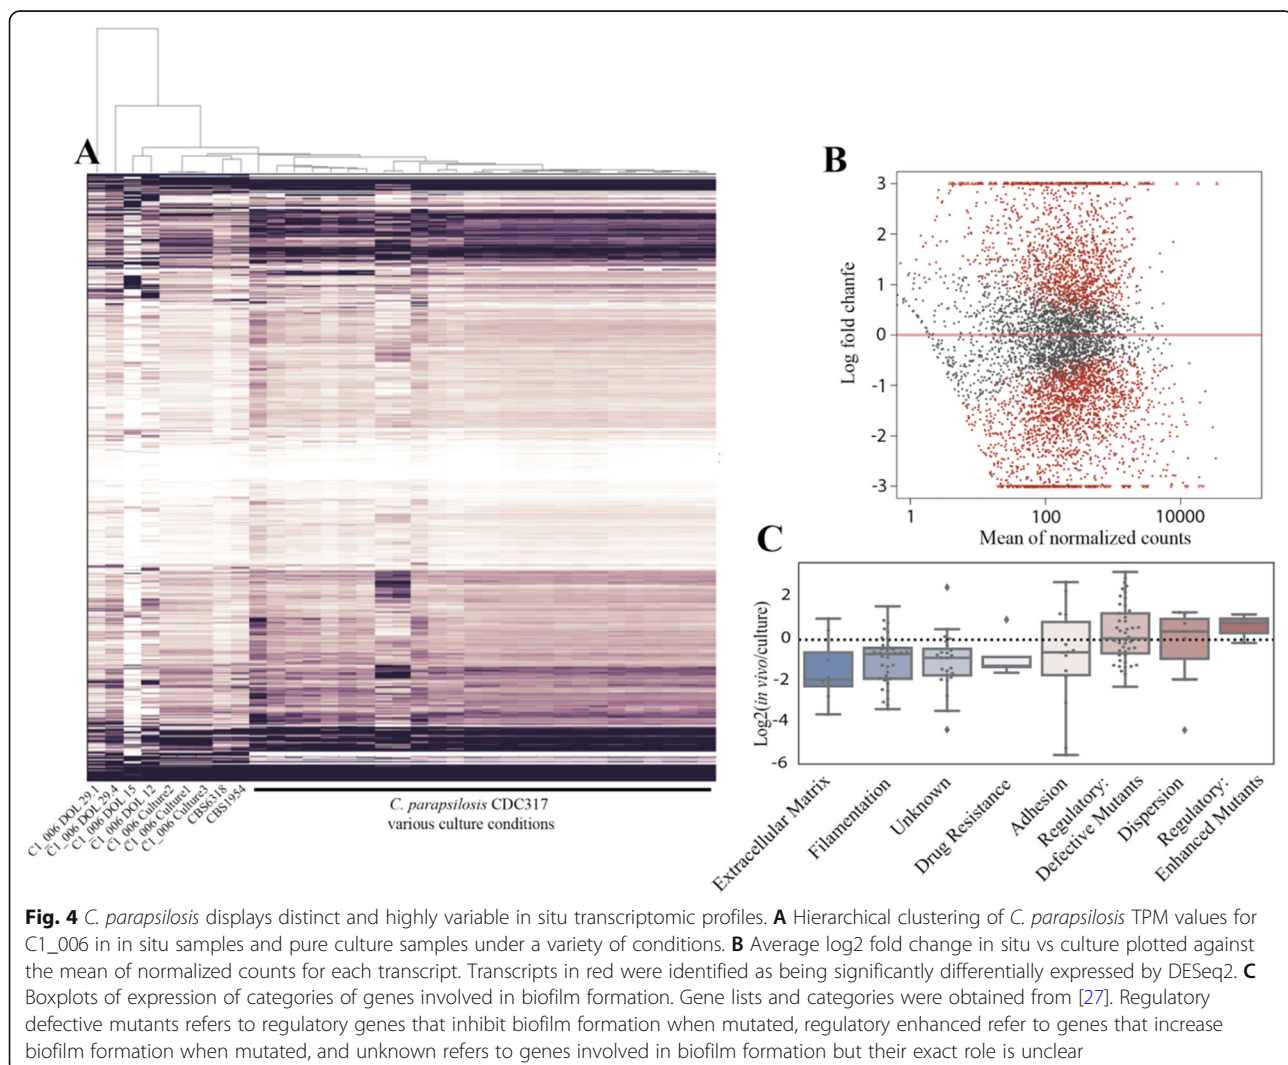 A
C1_006 DOL 29.1
C1_006 DOL 29.4
C1_006 DOL 15
C1_006 DOL 12
C1_006 Culture2
C1_006 Culture1
C1_006 Culture3
CBS6318
CBS1954
C. parapsilosis CDC317
various culture conditions
B
Log fold chanfe
3
2
1
0
-1
-2
-3
1
100
10000
Mean of normalized counts
C
Log2(in vivo/culture)
2
0
-2
-4
-6
Extracellular Matrix
Filamentation
Unknown
Drug Resistance
Adhesion
Regulatory:
Defective Mutants
Dispersion
Regulatory:
Enhanced Mutants
Fig. 4 C. parapsilosis displays distinct and highly variable in situ transcriptomic profiles. A Hierarchical clustering of C. parapsilosis TPM values for
C1_006 in in situ samples and pure culture samples under a variety of conditions. B Average log2 fold change in situ vs culture plotted against
the mean of normalized counts for each transcript. Transcripts in red were identified as being significantly differentially expressed by DESeq2. C
Boxplots of expression of categories of genes involved in biofilm formation. Gene lists and categories were obtained from [27]. Regulatory
defective mutants refers to regulatory genes that inhibit biofilm formation when mutated, regulatory enhanced refer to genes that increase
biofilm formation when mutated, and unknown refers to genes involved in biofilm formation but their exact role is unclear